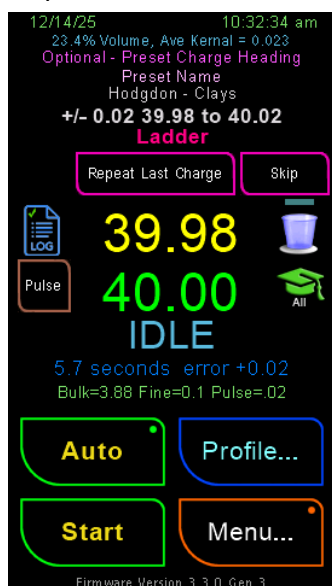 12/14/25 10:32:34 am
23.4% Volume, Ave Kernal = 0.023
Optional - Preset Charge Heading
Preset
Name
Hodgdon - Clays
+/- 0.02 39.98 to 40.02
Ladder
Repeat Last Charge Skip
LOG 39.98
Pulse 40.00 All
IDLE
5.7 seconds error +0.02
Bulk=3.88 Fine=0.1 Pulse=.02
Auto Profile...
Start Menu...
Firmware Version 3.3.0 Gen 3